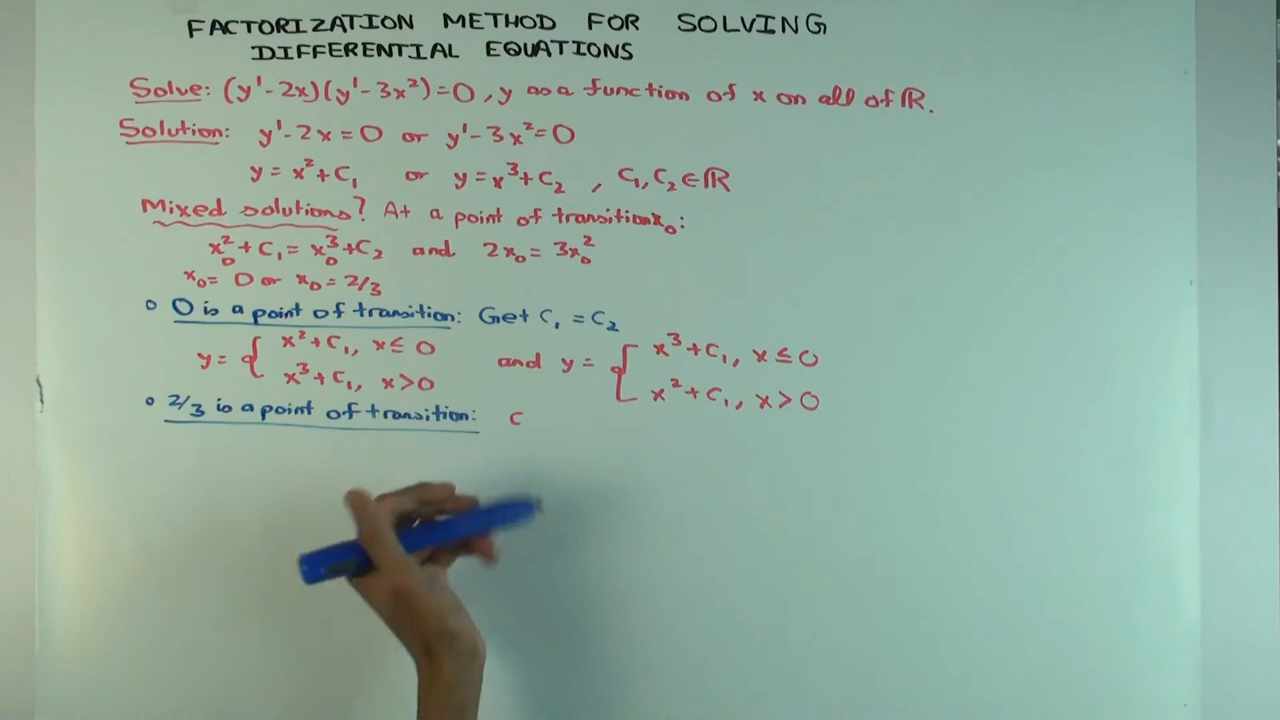 FACTORIZATION METHOD FOR SOLVING
DIFFERENTIAL EQUATIONS
Solve: (y'-2x)(y'-3x²)=0, y as a function of x on all of ℝ.
Solution: y'-2x=0 or y'-3x²=0
y=x²+C₁ or y=x³+C₂, C₁,C₂∈ℝ
Mixed solutions? At a point of transition x₀:
x₀²+C₁=x₀³+C₂ and 2x₀=3x₀²
x₀=0 or x₀=2/3
• 0 is a point of transition: Get C₁=C₂
y={ x²+C₁, x≤0 and y={ x³+C₁, x≤0
x³+C₁, x>0 x²+C₁, x>0
• 2/3 is a point of transition: C